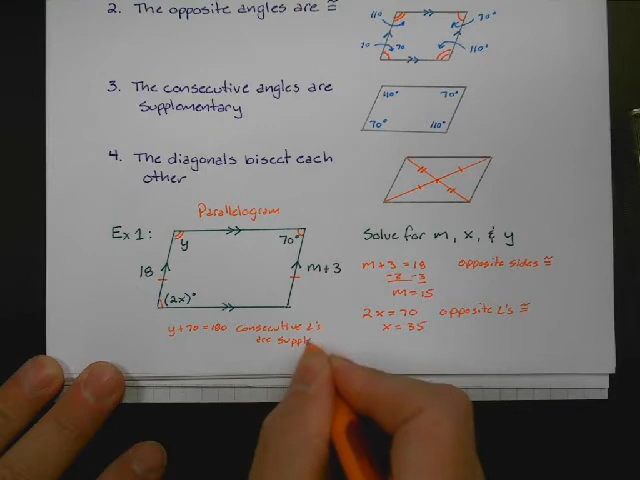 2. The opposite angles are ≅
110° 70°
70 70 110°
3. The consecutive angles are
supplementary
110° 70°
70° 110°
4. The diagonals bisect each
other
Parallelogram
Ex 1:
y 70°
18 m+3
(2x)°
Solve for m, x, & y
m+3=18 opposite sides ≅
-3 -3
m=15
2x=70 opposite ∠'s ≅
x=35
y+70=180 consecutive ∠'s
are supple